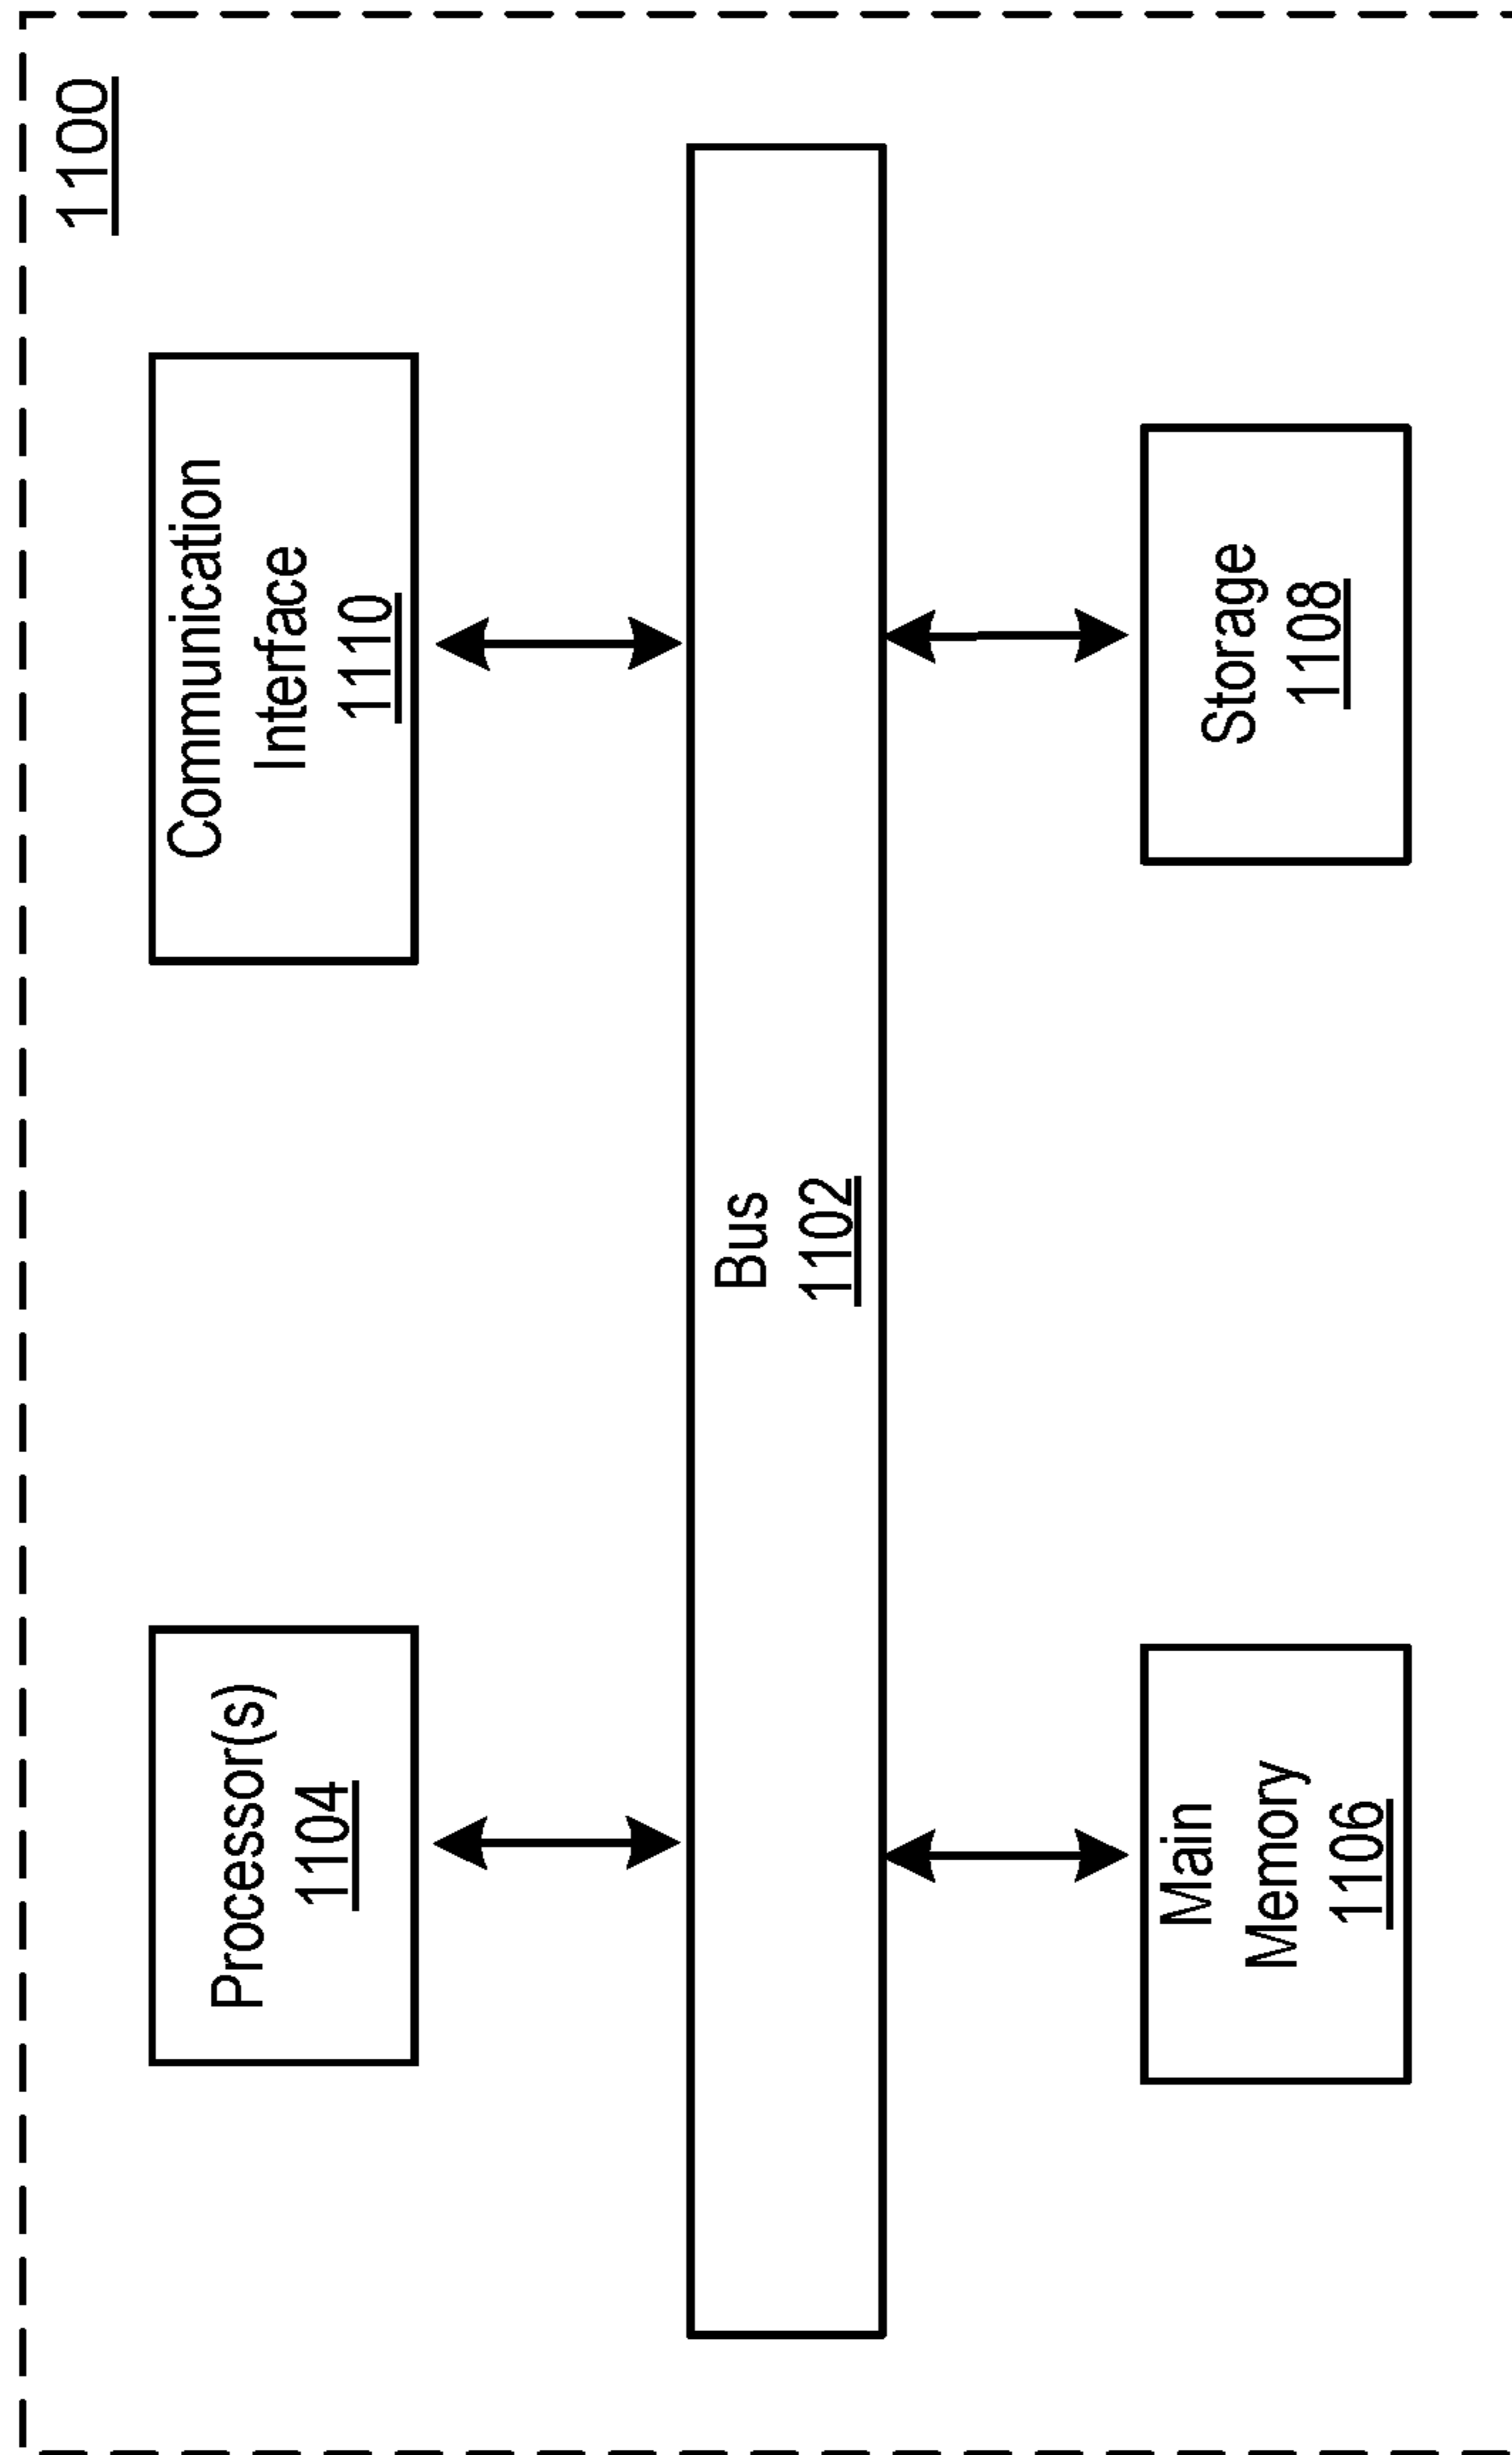 1100
Processor(s)
1104
Communication
Interface
1110
Bus
1102
Main
Memory
1106
Storage
1108